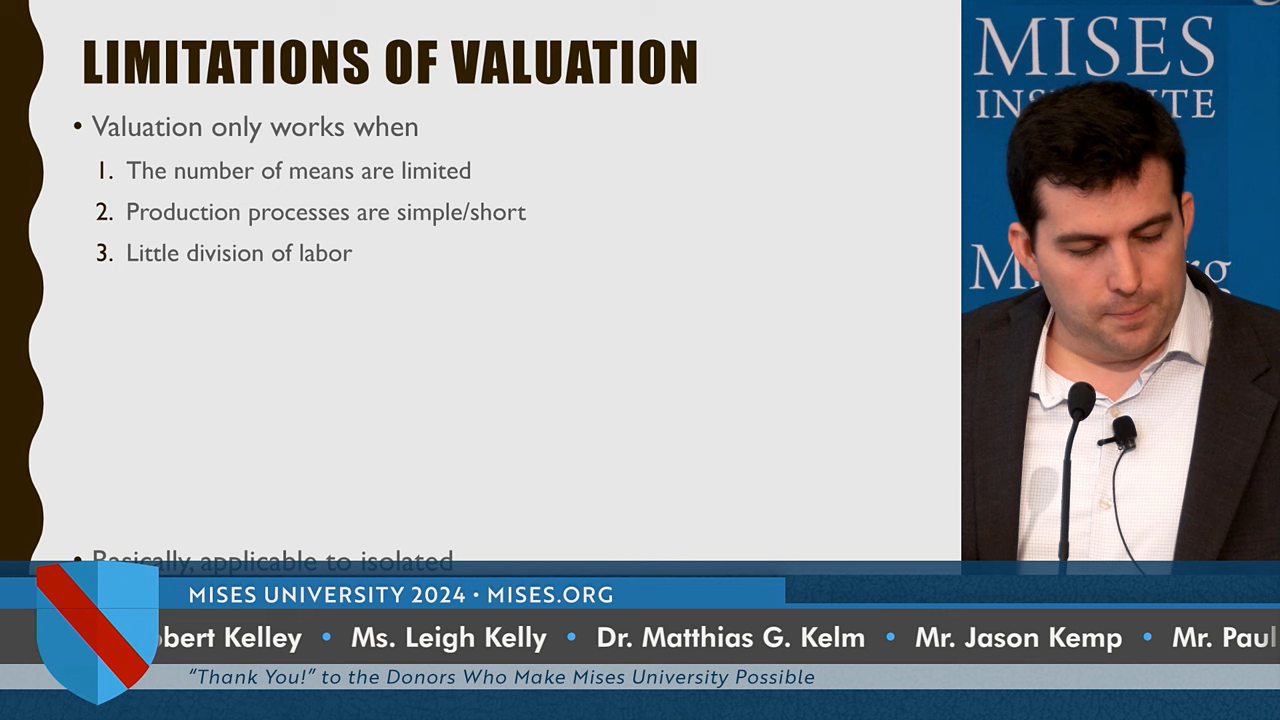 LIMITATIONS OF VALUATION
• Valuation only works when
1. The number of means are limited
2. Production processes are simple/short
3. Little division of labor
• Basically, applicable to isolated
MISES
INSTITUTE
MISES UNIVERSITY 2024 • MISES.ORG
Kelley • Ms. Leigh Kelly • Dr. Matthias G. Kelm • Mr. Jason Kemp • Mr. Paul
“Thank You!” to the Donors Who Make Mises University Possible